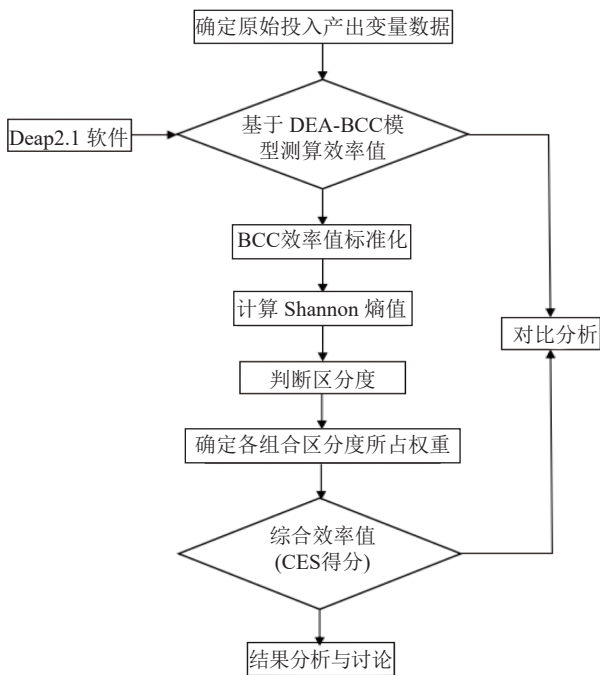 确定原始投入产出变量数据
Deap2.1 软件
基于 DEA-BCC模
型测算效率值
BCC效率值标准化
计算 Shannon 熵值
对比分析
判断区分度
确定各组合区分度所占权重
综合效率值
(CES得分)
结果分析与讨论